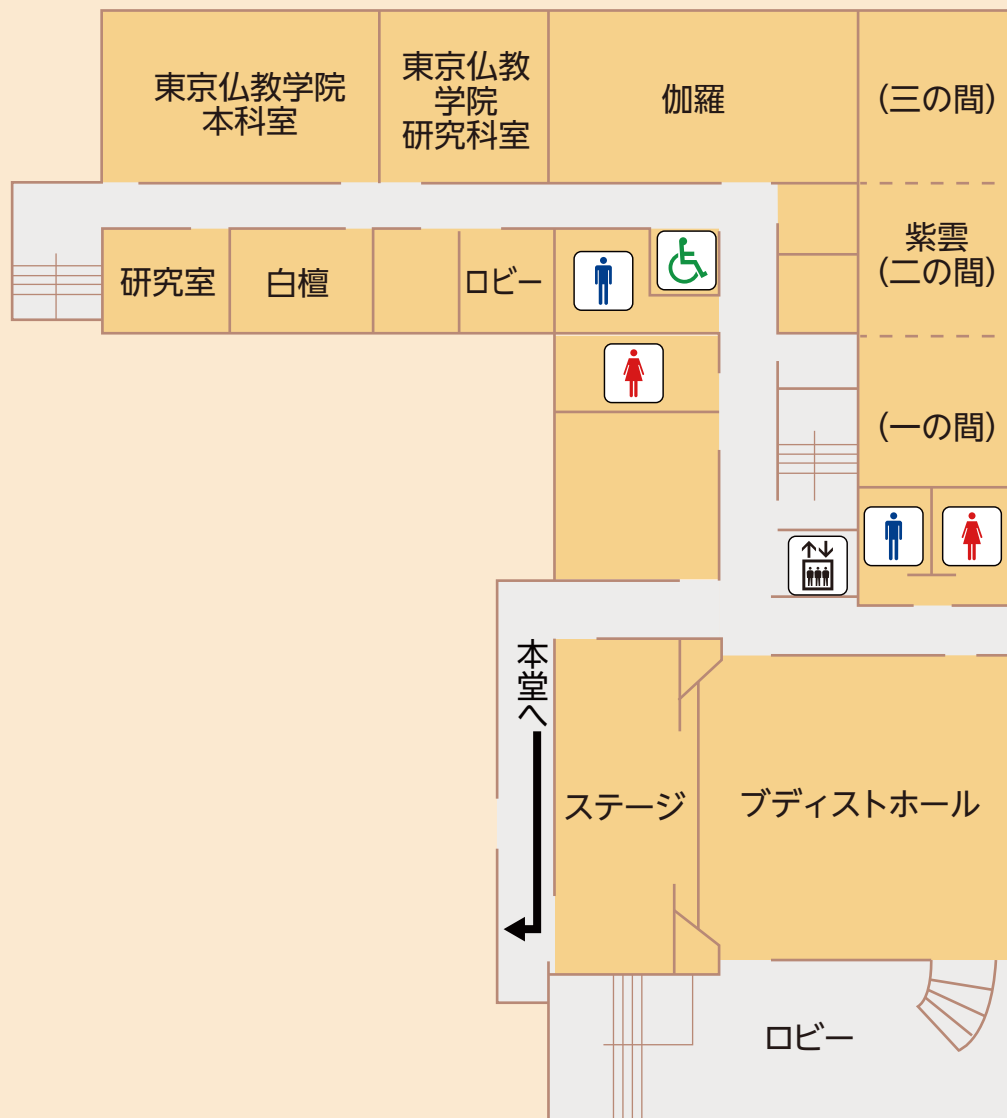 東京仏教学院
本科室
東京仏教
学院
研究科室
伽羅
(三の間)
紫雲
(二の間)
(一の間)
研究室
白檀
ロビー
本堂へ
ステージ
ブディストホール
ロビー